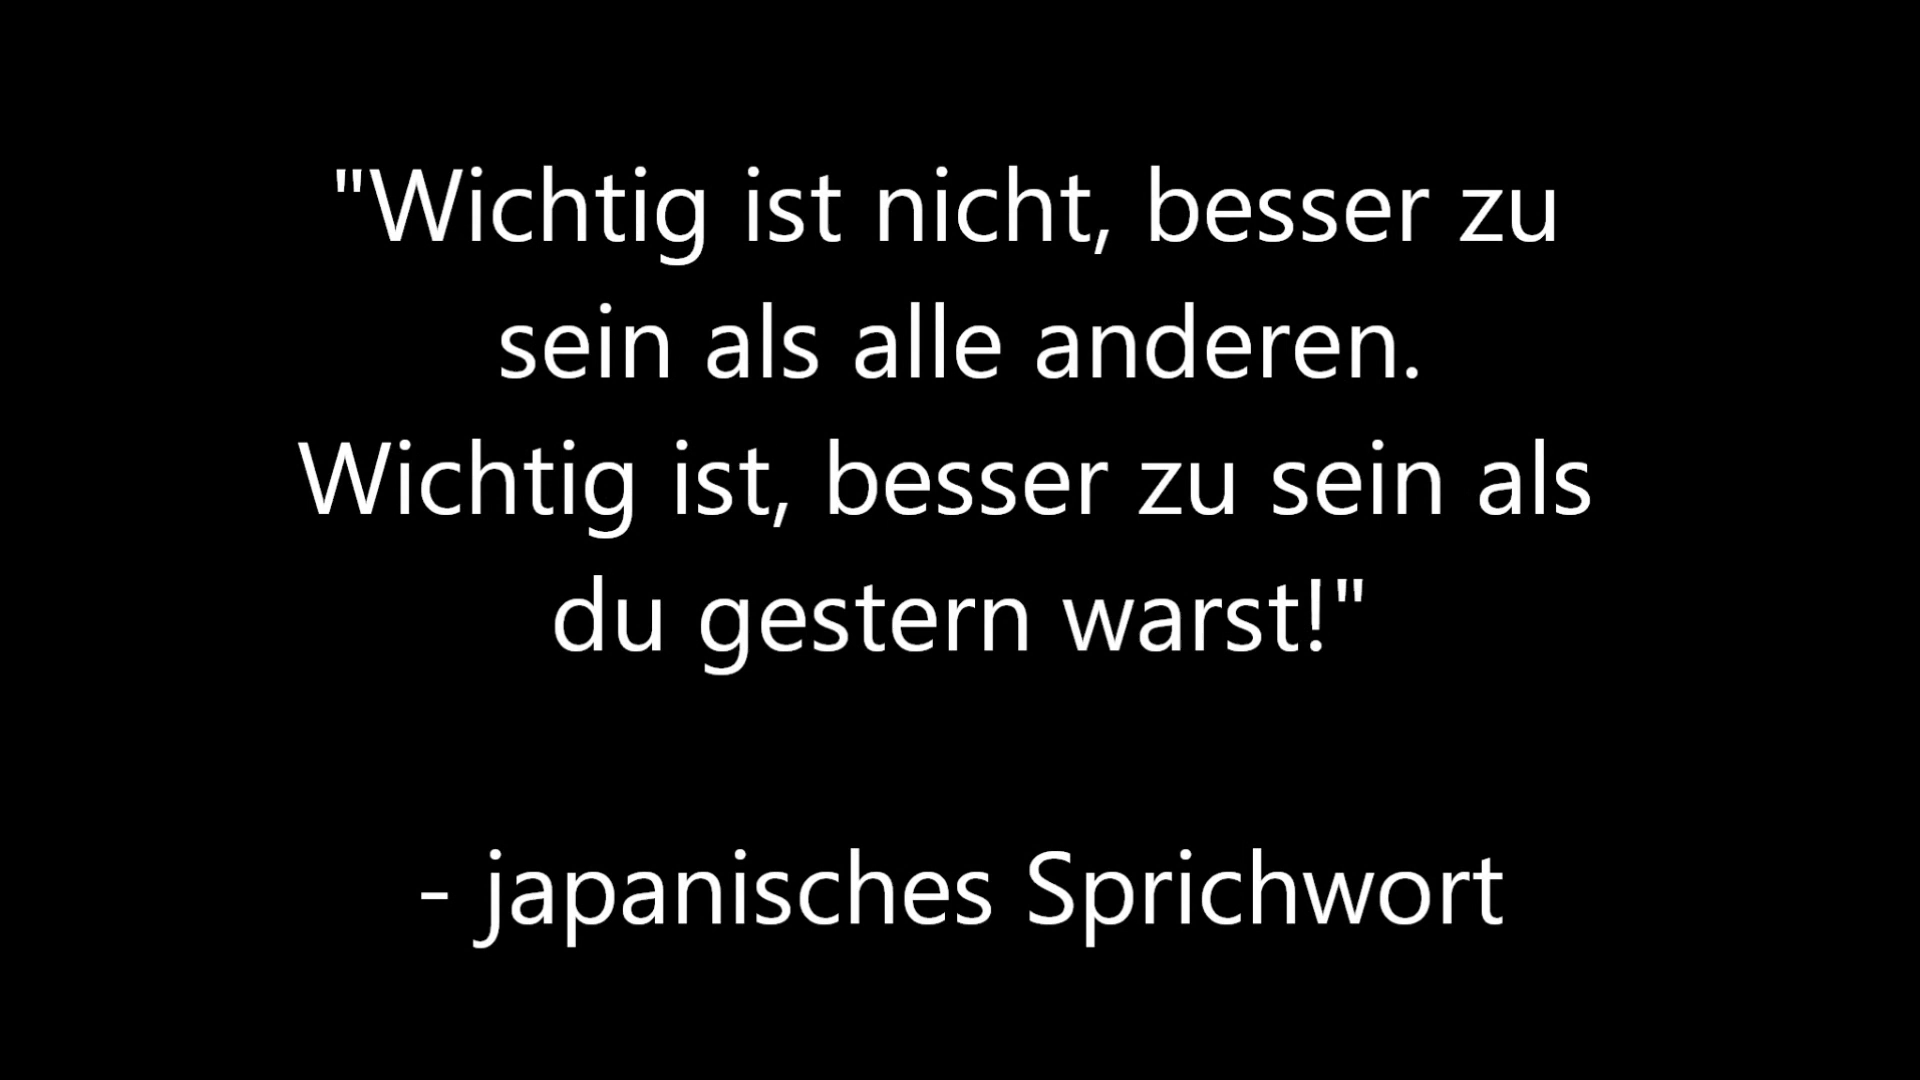 "Wichtig ist nicht, besser zu
sein als alle anderen.
Wichtig ist, besser zu sein als
du gestern warst!"
- japanisches Sprichwort